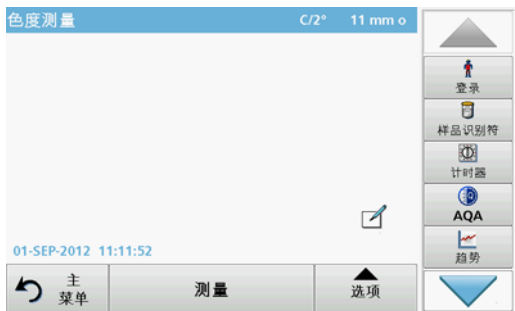 色度测量 C/2° 11 mm o
登录
样品识别符
计时器
AQA
趋势
01-SEP-2012 11:11:52
主
菜单
测量
选项